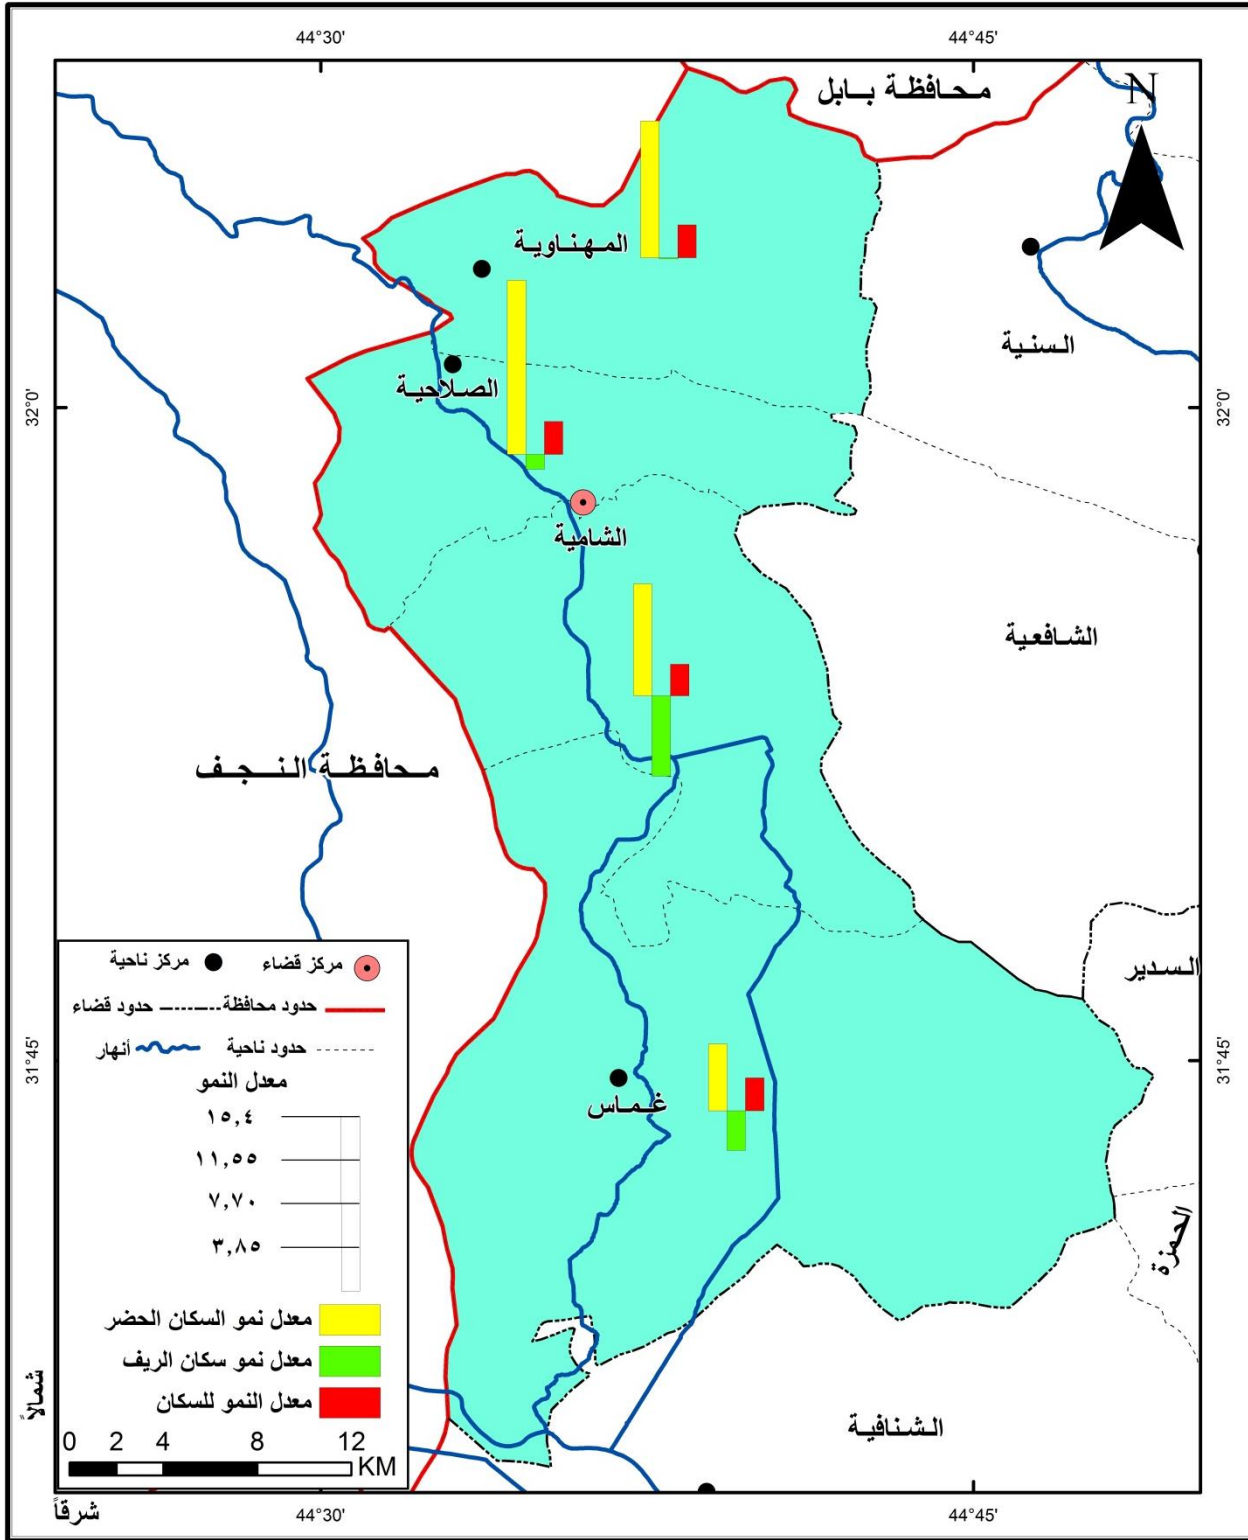 44°30'
44°45'
محافظة بابل
N
المهناوية
السنية
الصلاحية
32°0'
32°0'
الشامية
الشافعية
محافظة النجف
السدير
31°45'
31°45'
غماس
الحمزة
الشنافية
مركز قضاء
مركز ناحية
حدود محافظة
حدود قضاء
حدود ناحية
أنهار
معدل النمو
١٥,٤
١١,٥٥
٧,٧٠
٣,٨٥
معدل نمو السكان الحضر
معدل نمو سكان الريف
معدل النمو للسكان
0 2 4 8 12
KM
شمالاً
شرقاً
44°30'
44°45'